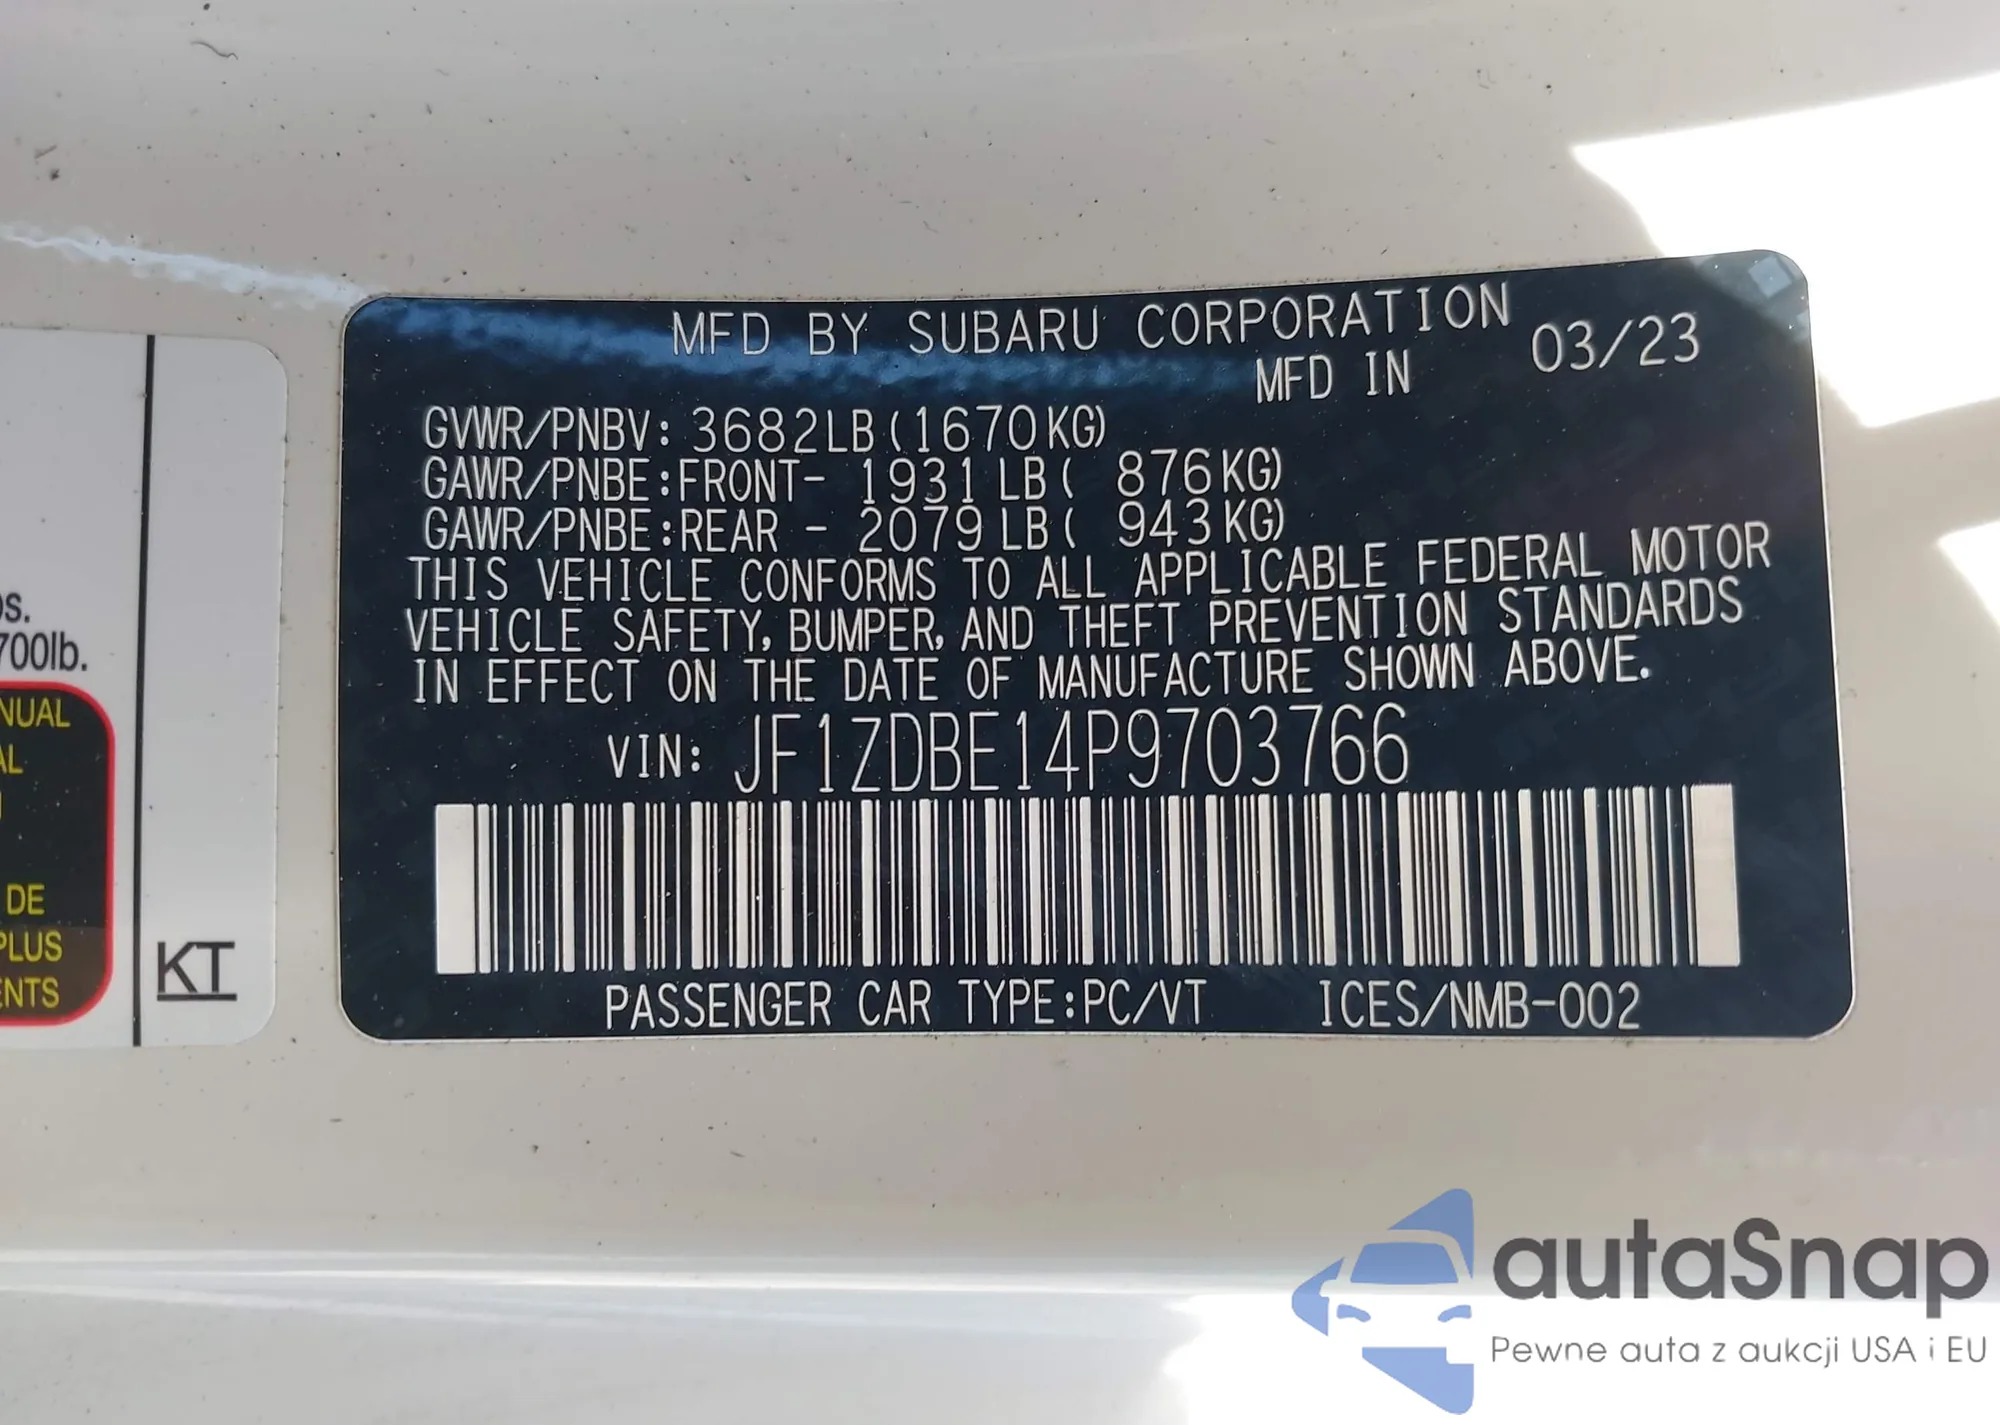 MFD BY SUBARU CORPORATION
MFD IN 03/23
GVWR/PNBV: 3682LB(1670KG)
GAWR/PNBE:FRONT- 1931LB( 876KG)
GAWR/PNBE:REAR - 2079LB( 943KG)
THIS VEHICLE CONFORMS TO ALL APPLICABLE FEDERAL MOTOR
VEHICLE SAFETY, BUMPER, AND THEFT PREVENTION STANDARDS
IN EFFECT ON THE DATE OF MANUFACTURE SHOWN ABOVE.
VIN: JF1ZDBE14P9703766
PASSENGER CAR TYPE:PC/VT ICES/NMB-002
700lb.
DE
PLUS
KT
autaSnap
Pewne auta z aukcji USA i EU